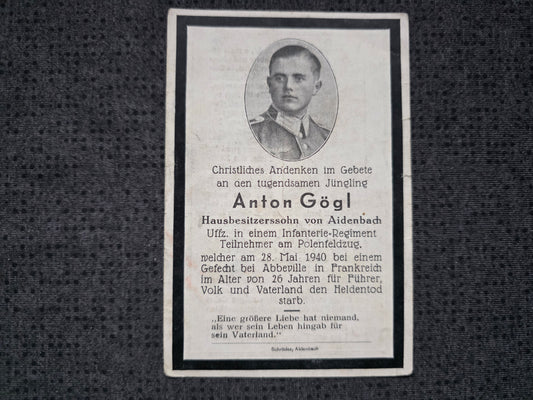 Christliches Andenken im Gebete
an den tugendsamen Jüngling
Anton Gögl
Hausbesitzerssohn von Aidenbach
Uffz. in einem Infanterie-Regiment
Teilnehmer am Polenfeldzug,
welcher am 28. Mai 1940 bei einem
Gefecht bei Abbeville in Frankreich
im Alter von 26 Jahren für Führer,
Volk und Vaterland den Heldentod
starb.
„Eine größere Liebe hat niemand,
als wer sein Leben hingab für
sein Vaterland.“
Aidenbach